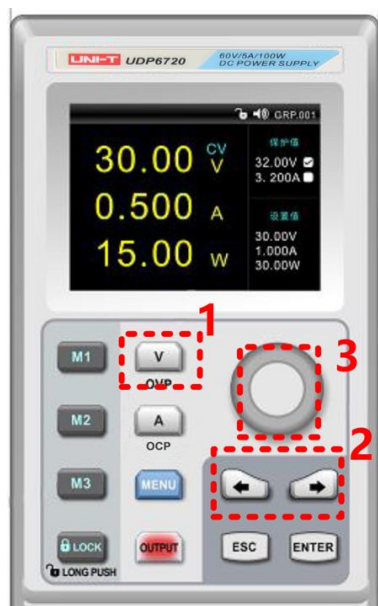 UNI-T UDP6720 60V/5A/100W
DC POWER SUPPLY
GRP.001
30.00 CV
V
保护值
32.00V
3.200A
0.500 A
设置值
30.00V
1.000A
30.00W
15.00 W
1
M1
V
OVP
3
M2
A
OCP
2
M3
MENU
LOCK
OUTPUT
ESC
ENTER
LONG PUSH